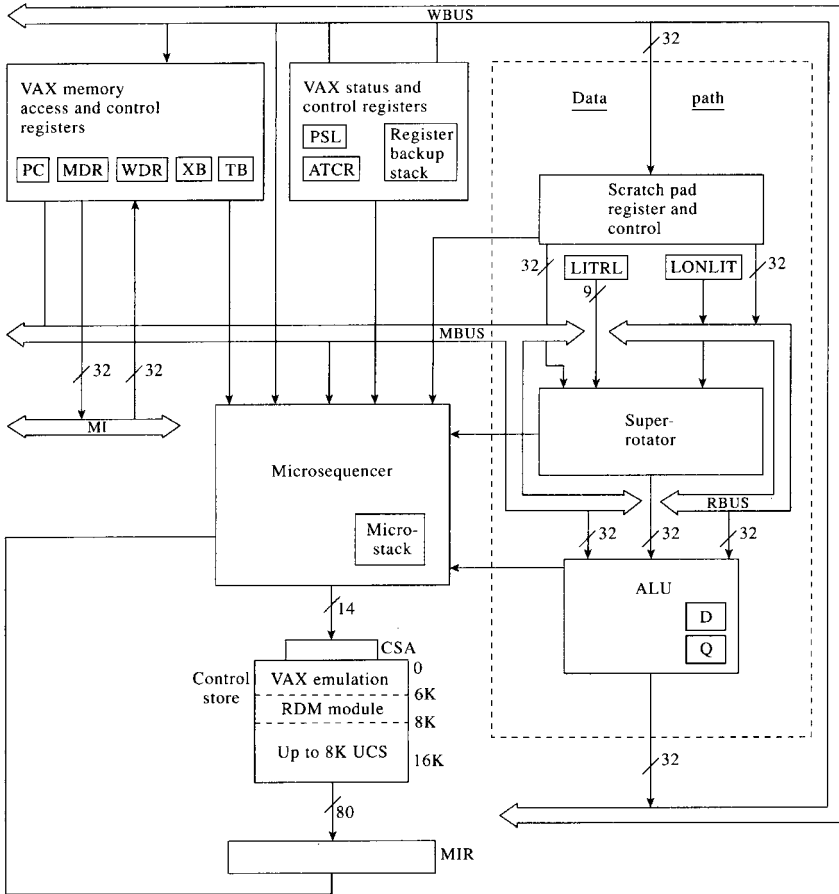 WBUS
32
VAX memory
access and control
registers
PC MDR WDR XB TB
VAX status and
control registers
PSL
ATCR
Register
backup
stack
Data path
Scratch pad
register and
control
32
LITRL
LONLIT
32
9
MBUS
32
32
MI
Super-
rotator
Microsequencer
Micro-
stack
RBUS
32
32
32
ALU
D
Q
14
CSA
Control
store
0
VAX emulation
6K
RDM module
8K
Up to 8K UCS
16K
32
80
MIR